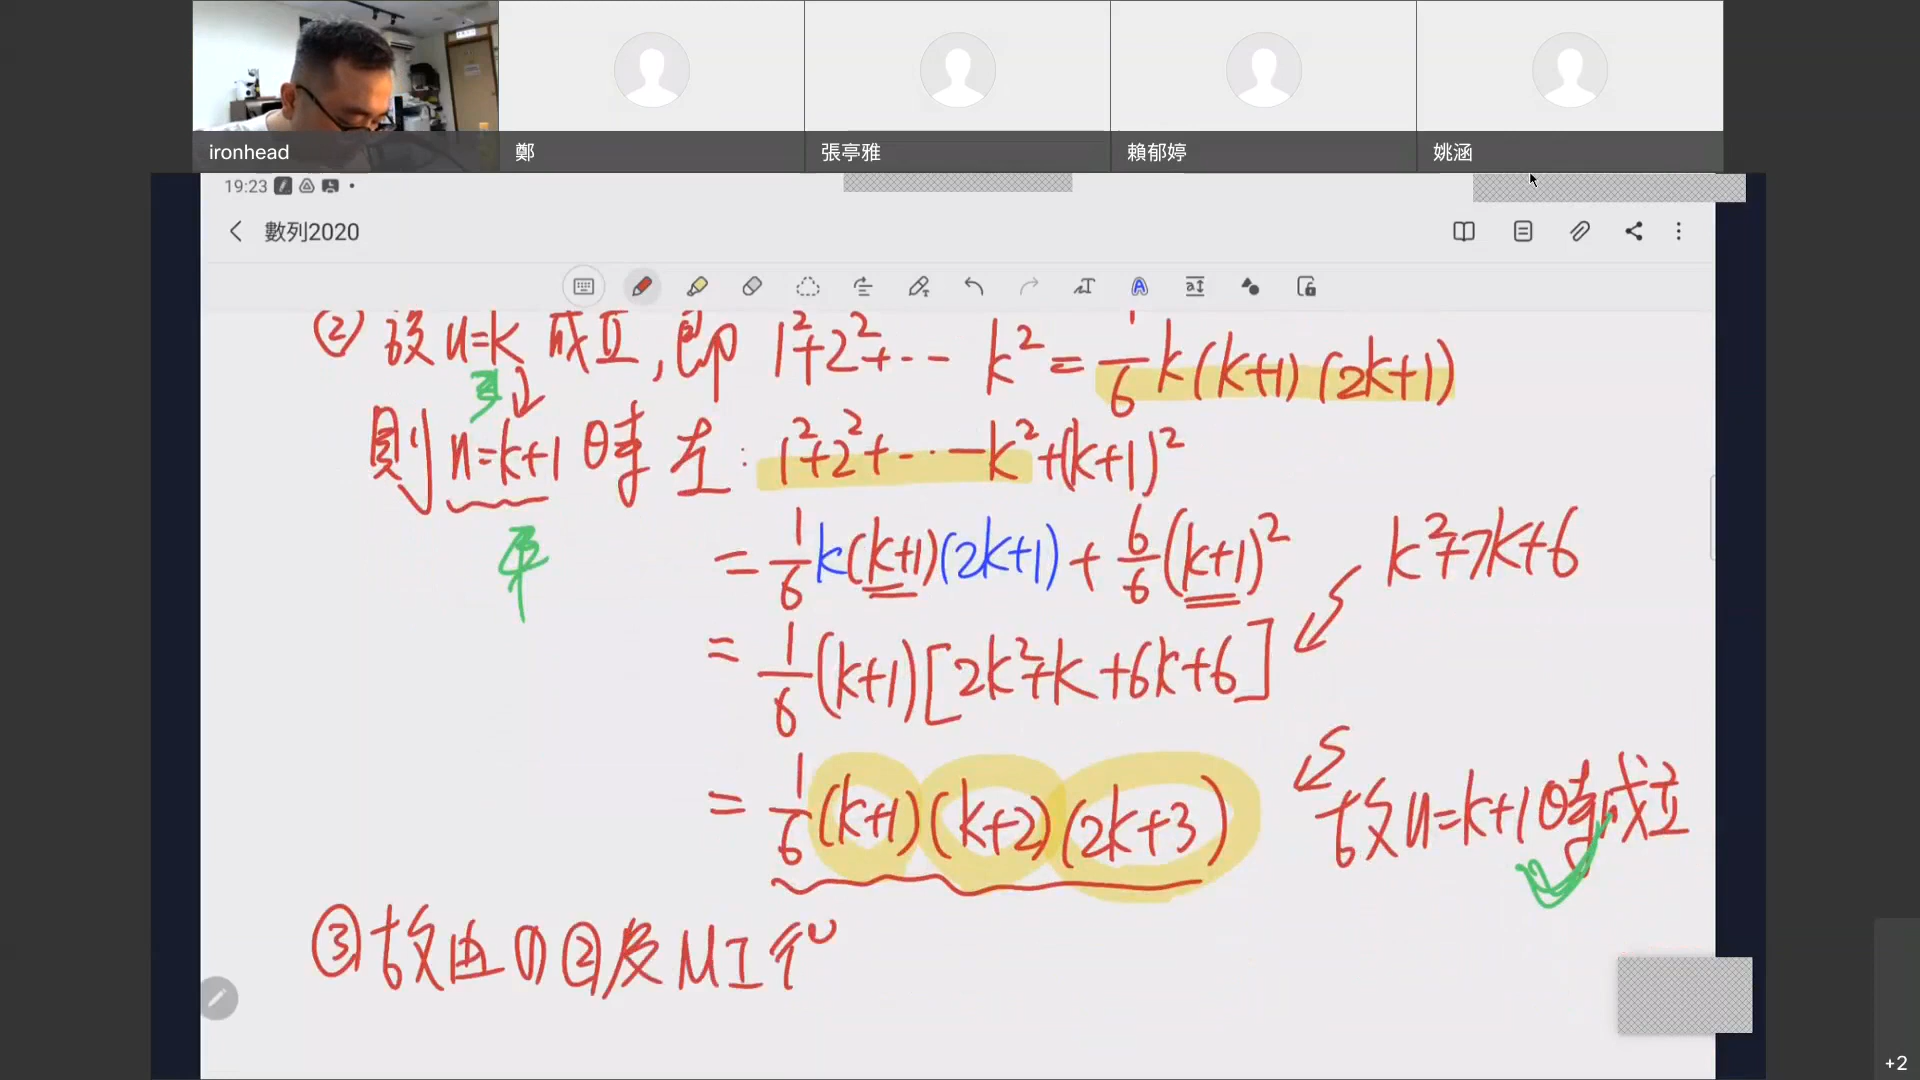 ironhead
鄭
張亭雅
賴郁婷
姚涵
19:23
數列2020
② 設n=k 成立,即 1²+2²+--- k²=1/6 k(k+1)(2k+1)
則 n=k+1 時 左: 1²+2²+---k²+(k+1)²
=1/6 k(k+1)(2k+1)+6/6(k+1)²
k²+7k+6
=1/6(k+1)[2k²+k+6k+6]
=1/6(k+1)(k+2)(2k+3)
故n=k+1時成立
③故由①②及MI
+2